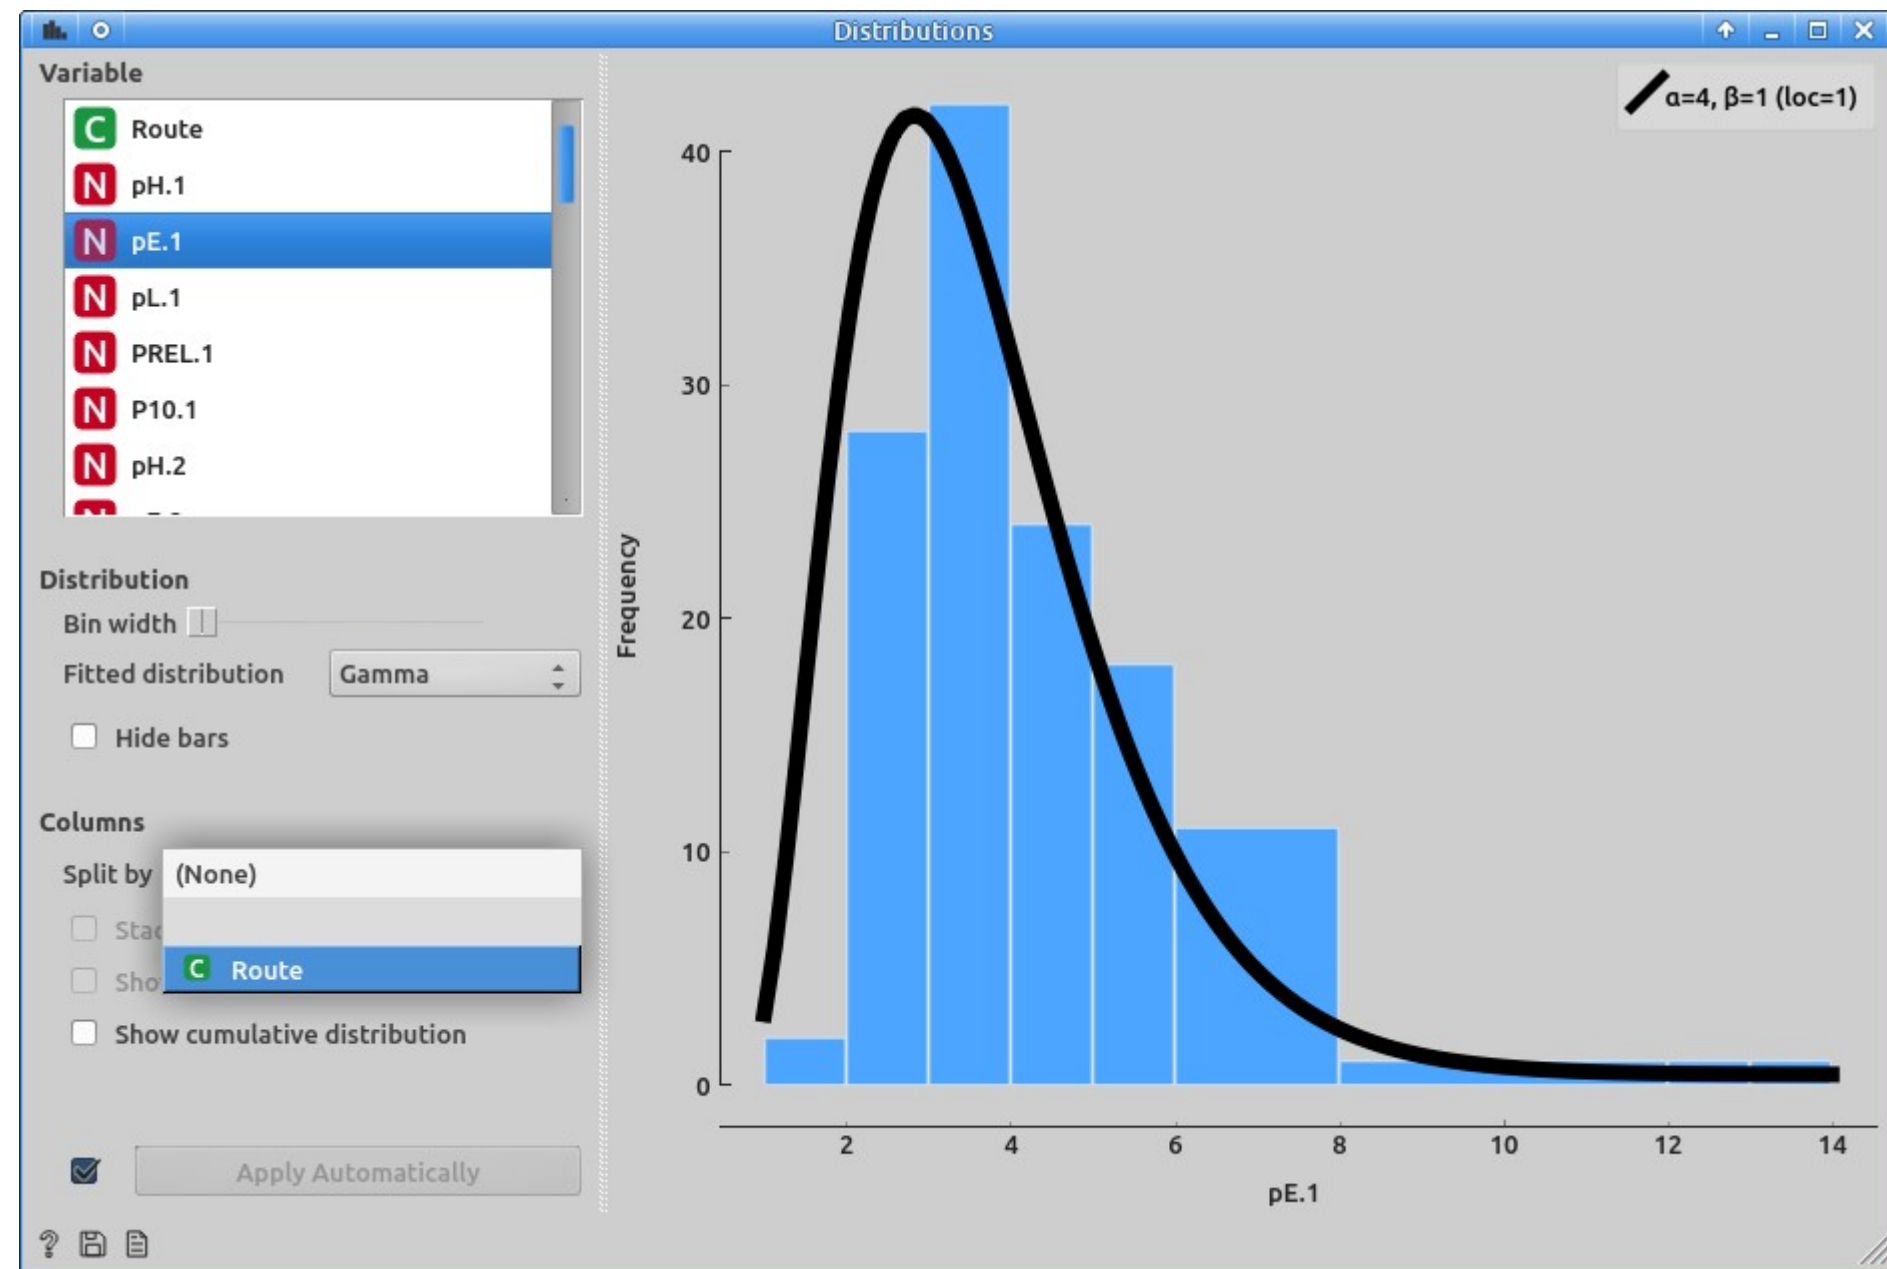 Distributions
Variable
C Route
N pH.1
N pE.1
N pL.1
N PREL.1
N P10.1
N pH.2
Distribution
Bin width
Fitted distribution Gamma
Hide bars
Columns
Split by (None)
Stac
C Route
Sho
Show cumulative distribution
Apply Automatically
α=4, β=1 (loc=1)
Frequency
40
30
20
10
0
2 4 6 8 10 12 14
pE.1